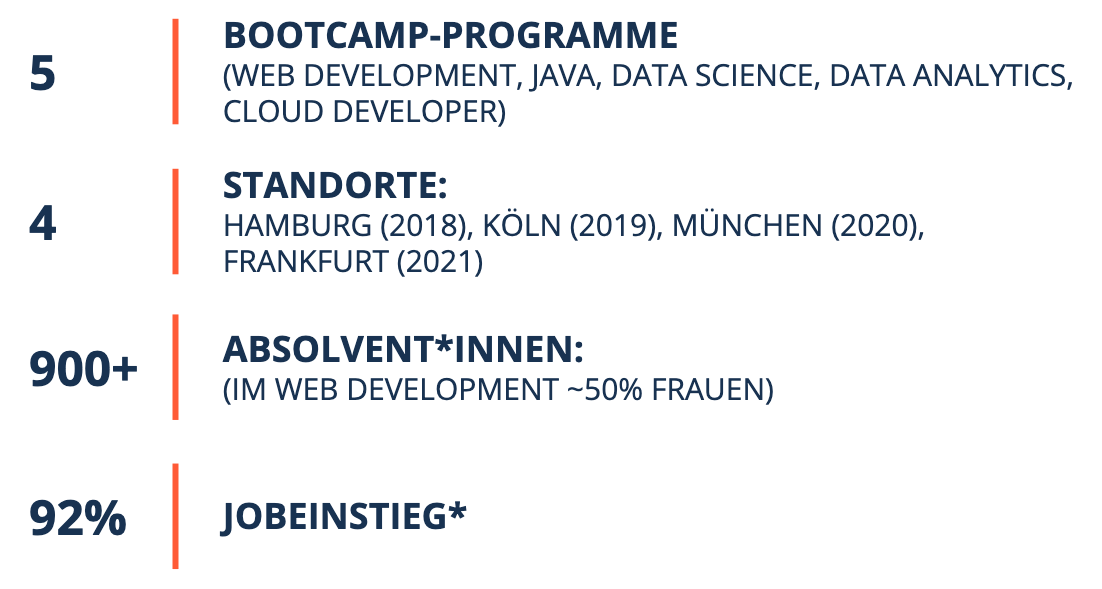 5
BOOTCAMP-PROGRAMME
(WEB DEVELOPMENT, JAVA, DATA SCIENCE, DATA ANALYTICS,
CLOUD DEVELOPER)
4
STANDORTE:
HAMBURG (2018), KÖLN (2019), MÜNCHEN (2020),
FRANKFURT (2021)
900+
ABSOLVENT*INNEN:
(IM WEB DEVELOPMENT ~50% FRAUEN)
92%
JOBEINSTIEG*